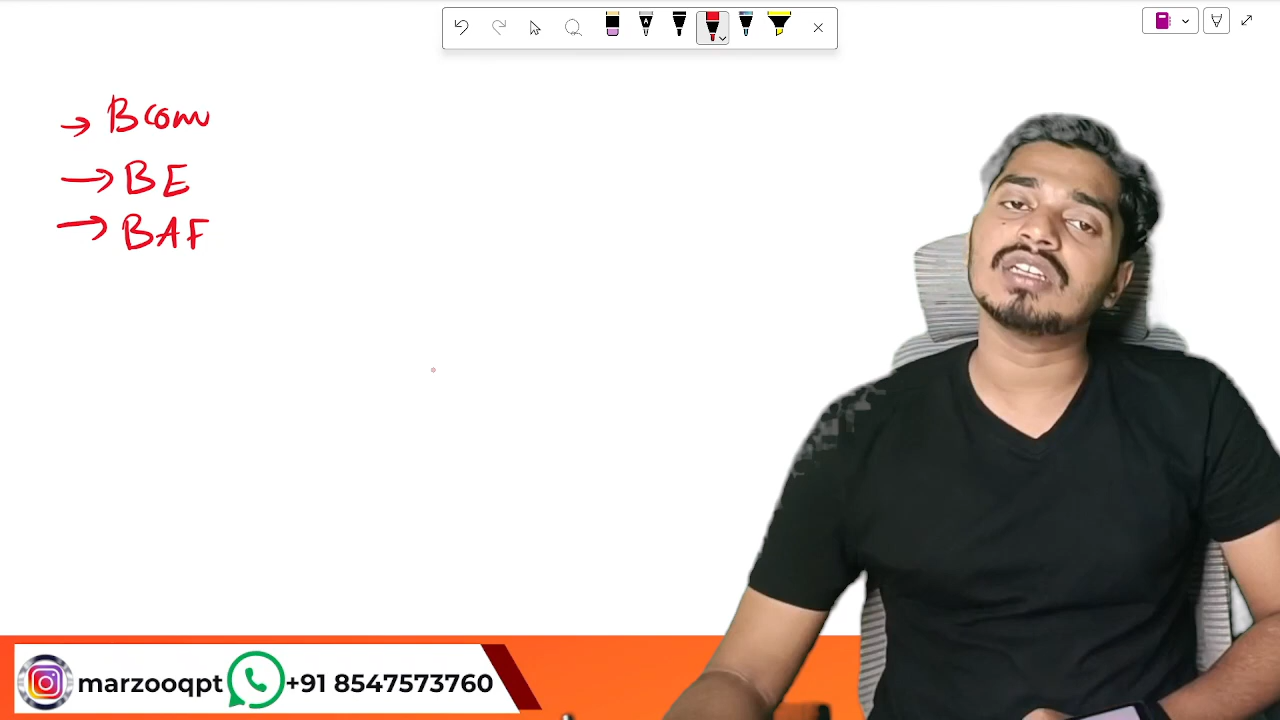 → Bcom
→ BE
→ BAF
marzooqpt +91 8547573760